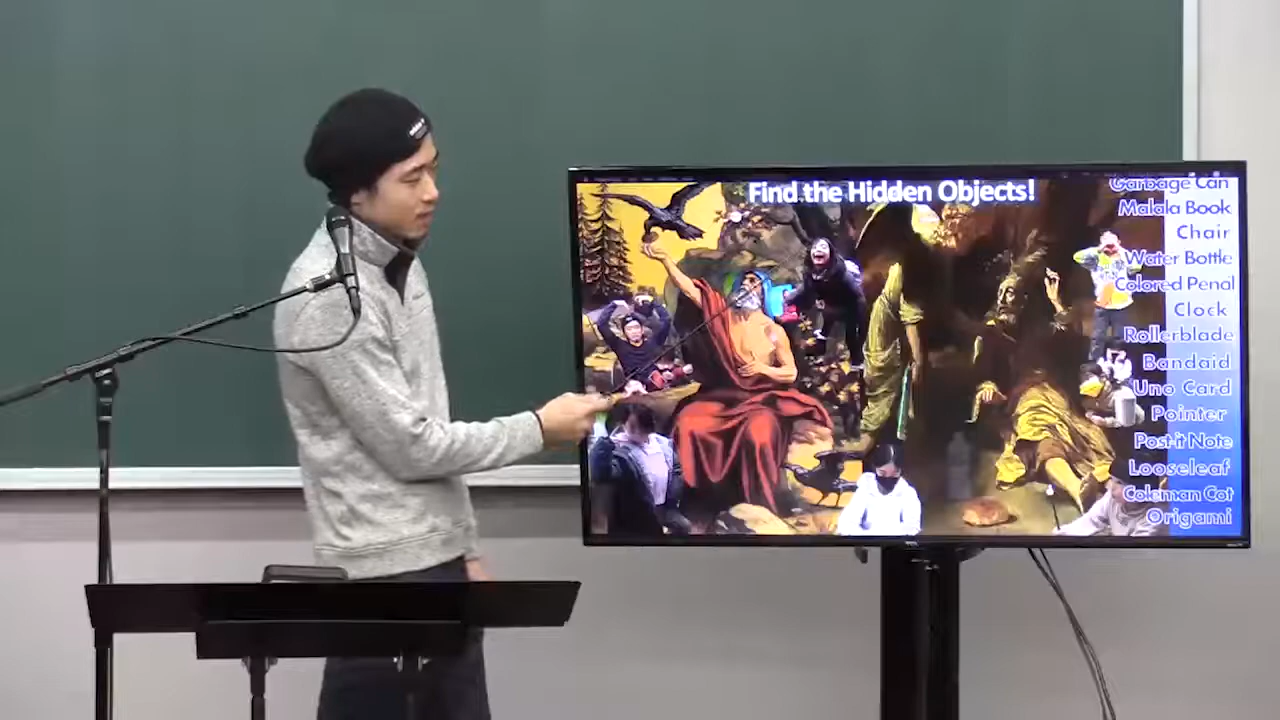 Find the Hidden Objects!
Garbage Can
Malala Book
Chair
Water Bottle
Colored Penal
Clock
Rollerblade
Bandaid
Uno Card
Pointer
Post-it Note
Looseleaf
Coleman Cot
Origami